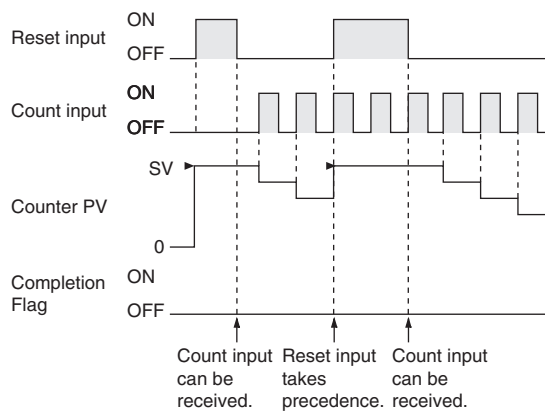 ON
Reset input
OFF
ON
Count input
OFF
SV
Counter PV
0
ON
Completion
Flag
OFF
Count input
can be
received.
Reset input
takes
precedence.
Count input
can be
received.